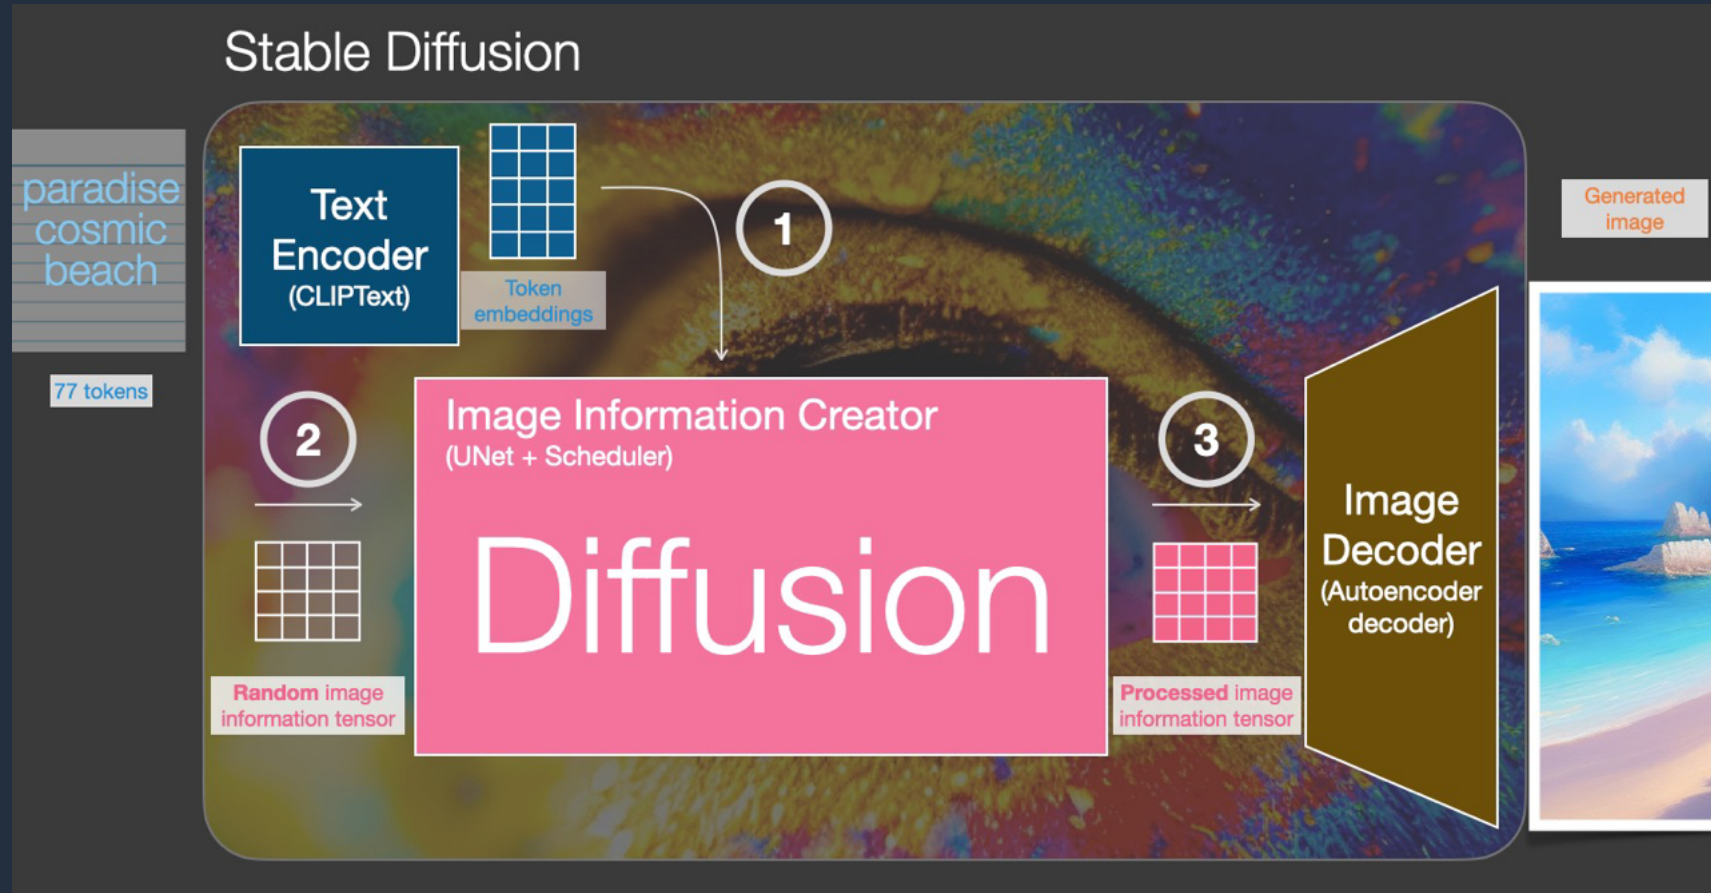 Stable Diffusion
paradise
cosmic
beach
77 tokens
Text
Encoder
(CLIPText)
Token
embeddings
1
2
Image Information Creator
(UNet + Scheduler)
Diffusion
3
Random image
information tensor
Processed image
information tensor
Image
Decoder
(Autoencoder
decoder)
Generated
image